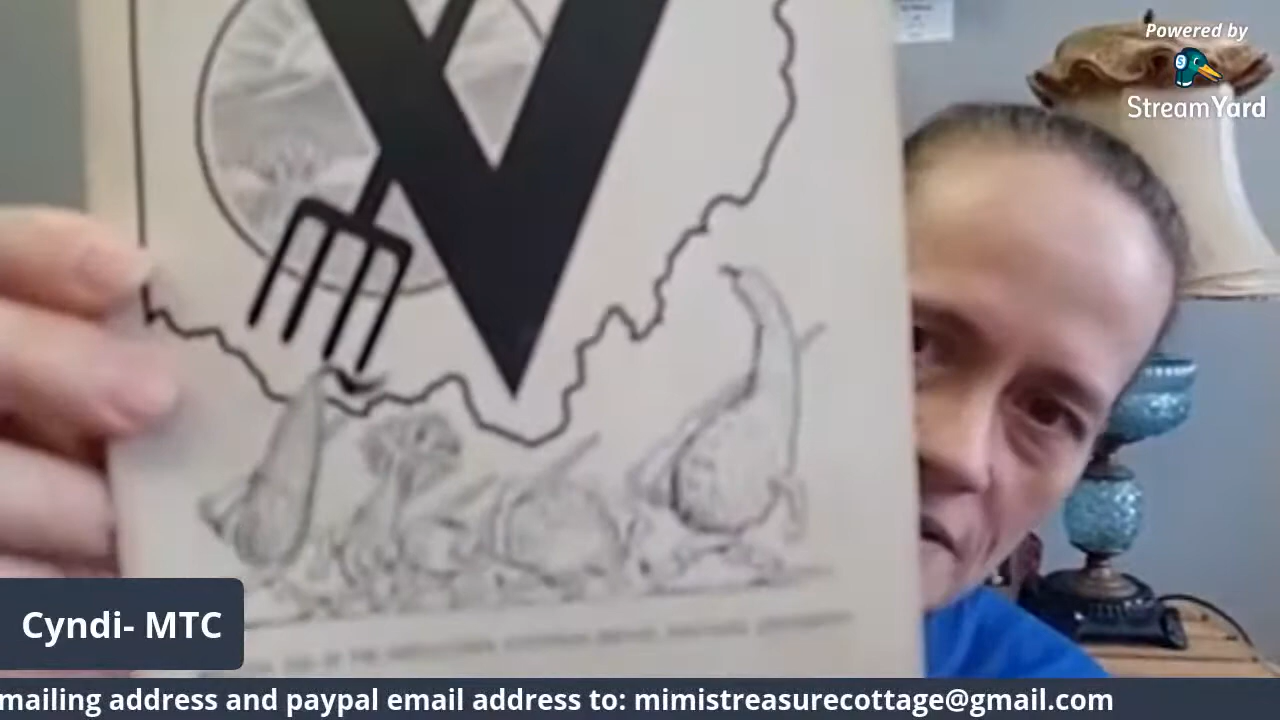 Powered by
StreamYard
V
Cyndi- MTC
mailing address and paypal email address to: mimistreasurecottage@gmail.com